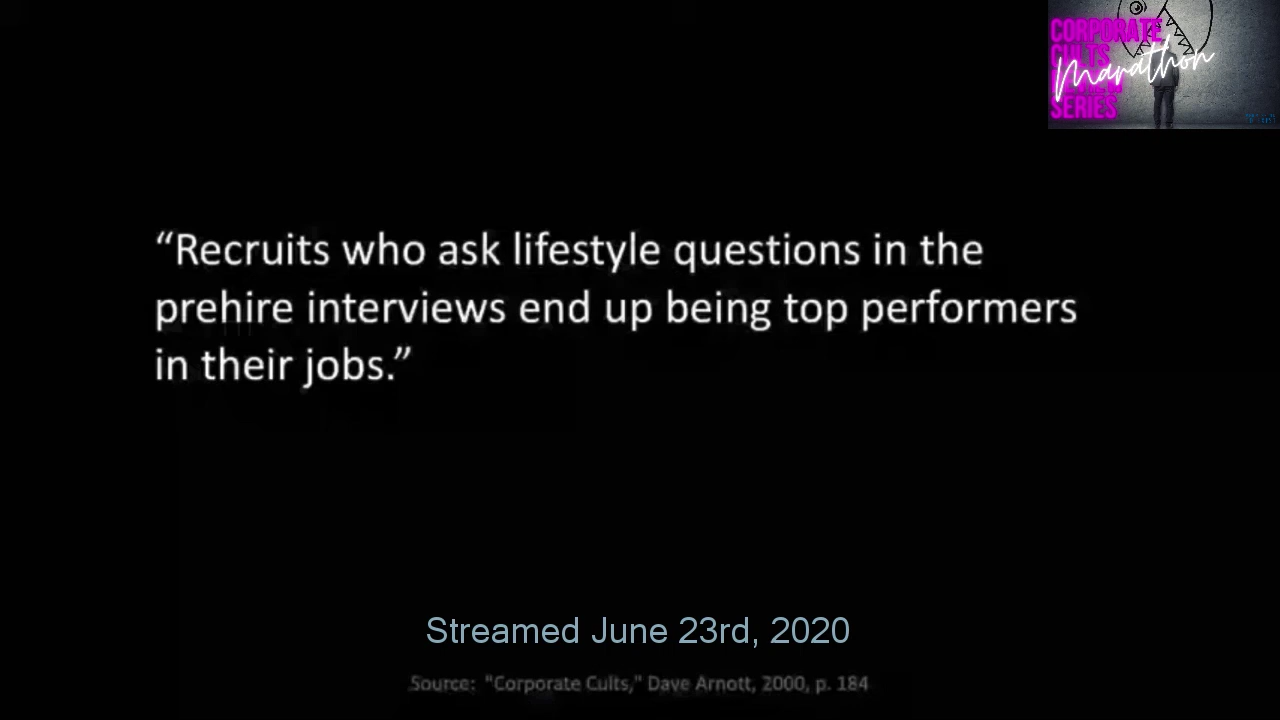 CORPORATE
CULTS
Marathon
SERIES
“Recruits who ask lifestyle questions in the
prehire interviews end up being top performers
in their jobs.”
Streamed June 23rd, 2020
Source: "Corporate Cults," Dave Arnott, 2000, p. 184